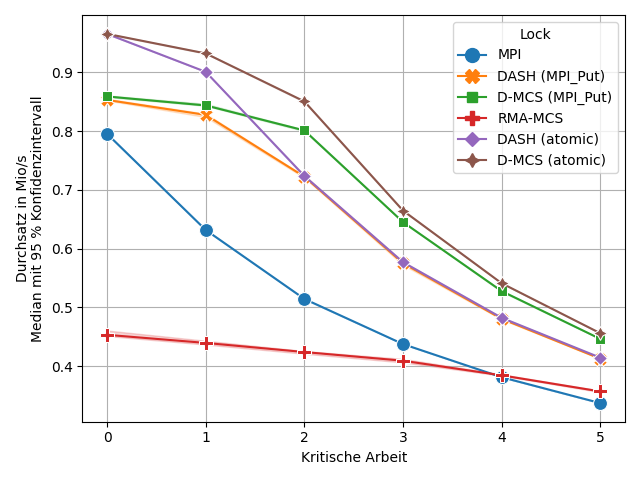 Lock
MPI
DASH (MPI_Put)
D-MCS (MPI_Put)
RMA-MCS
DASH (atomic)
D-MCS (atomic)
Durchsatz in Mio/s
Median mit 95 % Konfidenzintervall
0.9
0.8
0.7
0.6
0.5
0.4
0 1 2 3 4 5
Kritische Arbeit